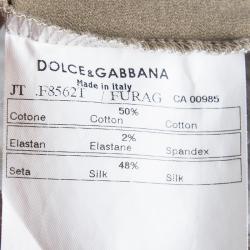 DOLCE&GABBANA
Made in Italy
JT .F8562T / FURAG CA 00985
50%
Cotone Cotton Cotton
2%
Elastan Elastane Spandex
48%
Seta Silk Silk